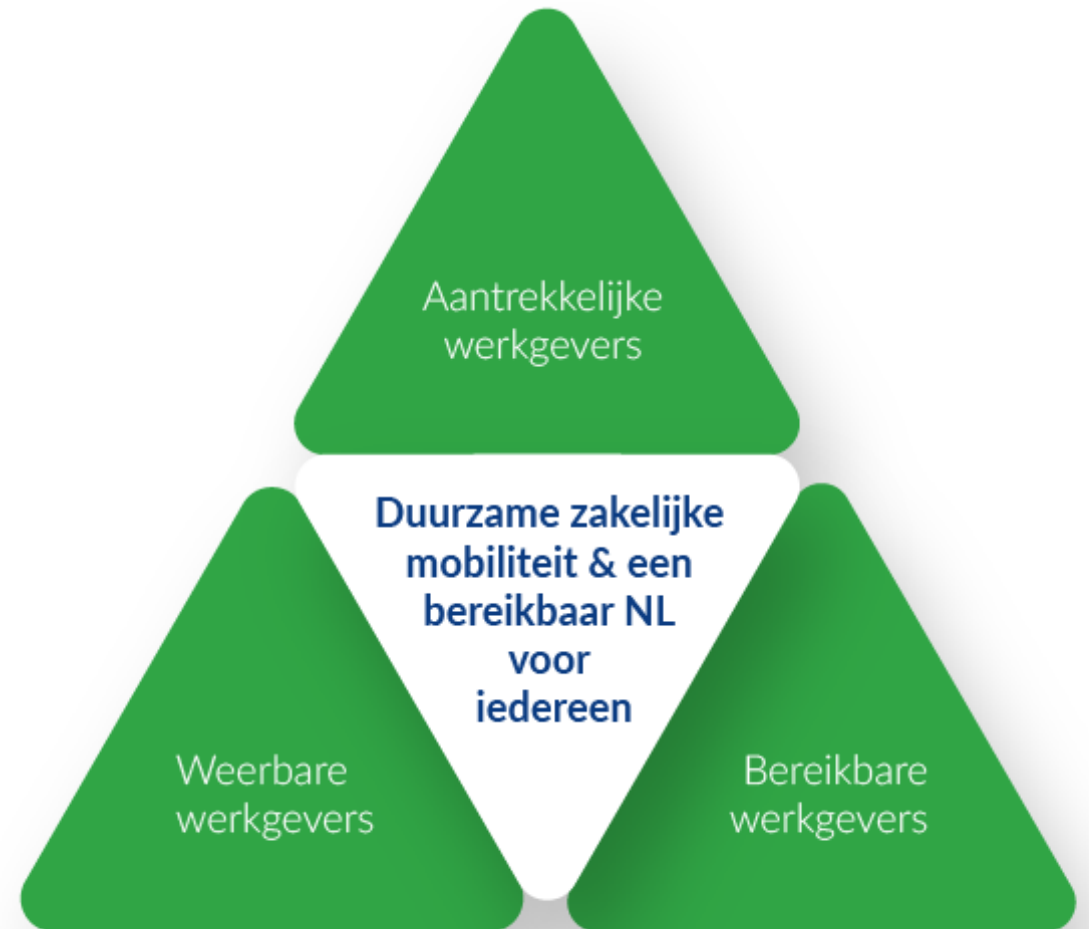 Aantrekkelijke
werkgevers
Duurzame zakelijke
mobiliteit & een
bereikbaar NL
voor
iedereen
Weerbare
werkgevers
Bereikbare
werkgevers